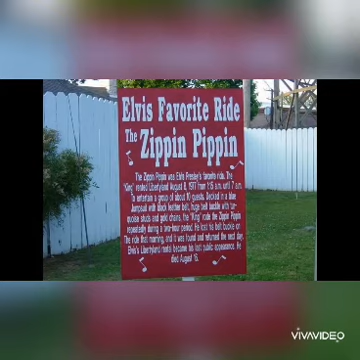 Elvis Favorite Ride
The Zippin Pippin
The Zippin Pippin was Elvis Presley's favorite ride. The
"King" rented Libertyland August 8, 1977 from 1:15 a.m. until 7 a.m.
To entertain a group of about 10 guests. Decked in a blue
jumpsuit with black leather belt, huge belt buckle with tur-
quoise studs and gold chains, the "King" rode the Zippin Pippin
repeatedly during a two-hour period. He lost his belt buckle on
The ride that morning, and it was found and returned the next day.
Elvis's Libertyland rental became his last public appearance. He
died August 16.
VIVAVIDEO